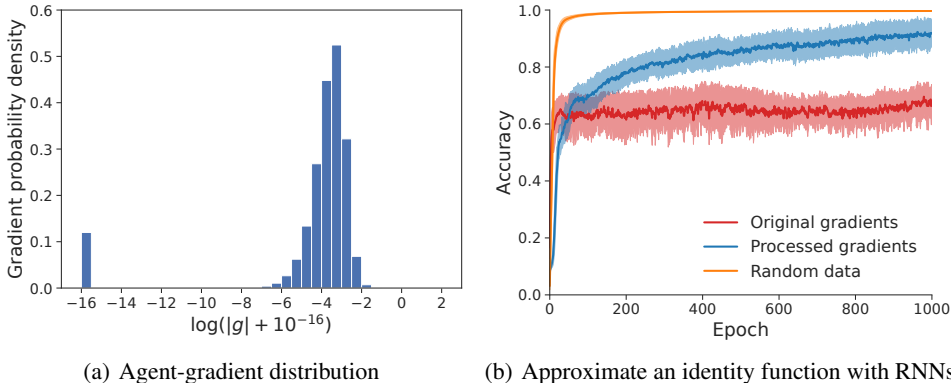 0.6
0.5
0.4
0.3
0.2
0.1
0.0
Gradient probability density
−16 −14 −12 −10 −8 −6 −4 −2 0 2
log(|g| + 10⁻¹⁶)
(a) Agent-gradient distribution
1.0
0.8
0.6
0.4
0.2
0.0
Accuracy
Original gradients
Processed gradients
Random data
0 200 400 600 800 1000
Epoch
(b) Approximate an identity function with RNNs